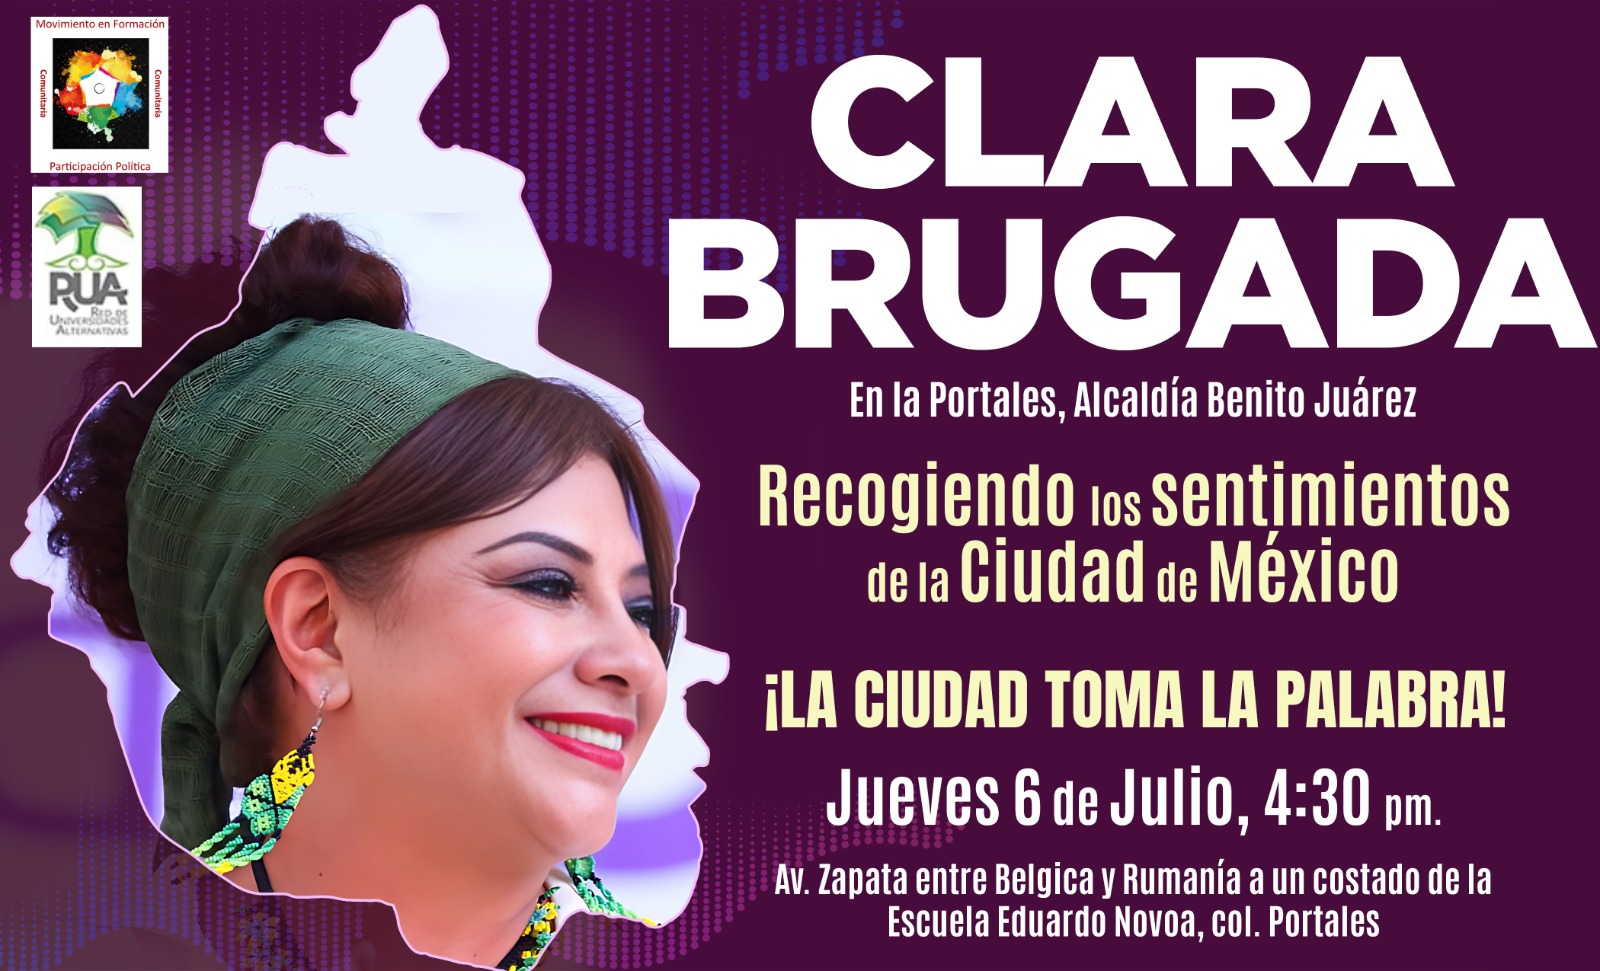 Movimiento en Formación
Comunitaria
Comunitaria
Participación Política
RUA
RED DE
UNIVERSIDADES
ALTERNATIVAS
CLARA
BRUGADA
En la Portales, Alcaldía Benito Juárez
Recogiendo los sentimientos
de la Ciudad de México
¡LA CIUDAD TOMA LA PALABRA!
Jueves 6 de Julio, 4:30 pm.
Av. Zapata entre Belgica y Rumanía a un costado de la
Escuela Eduardo Novoa, col. Portales